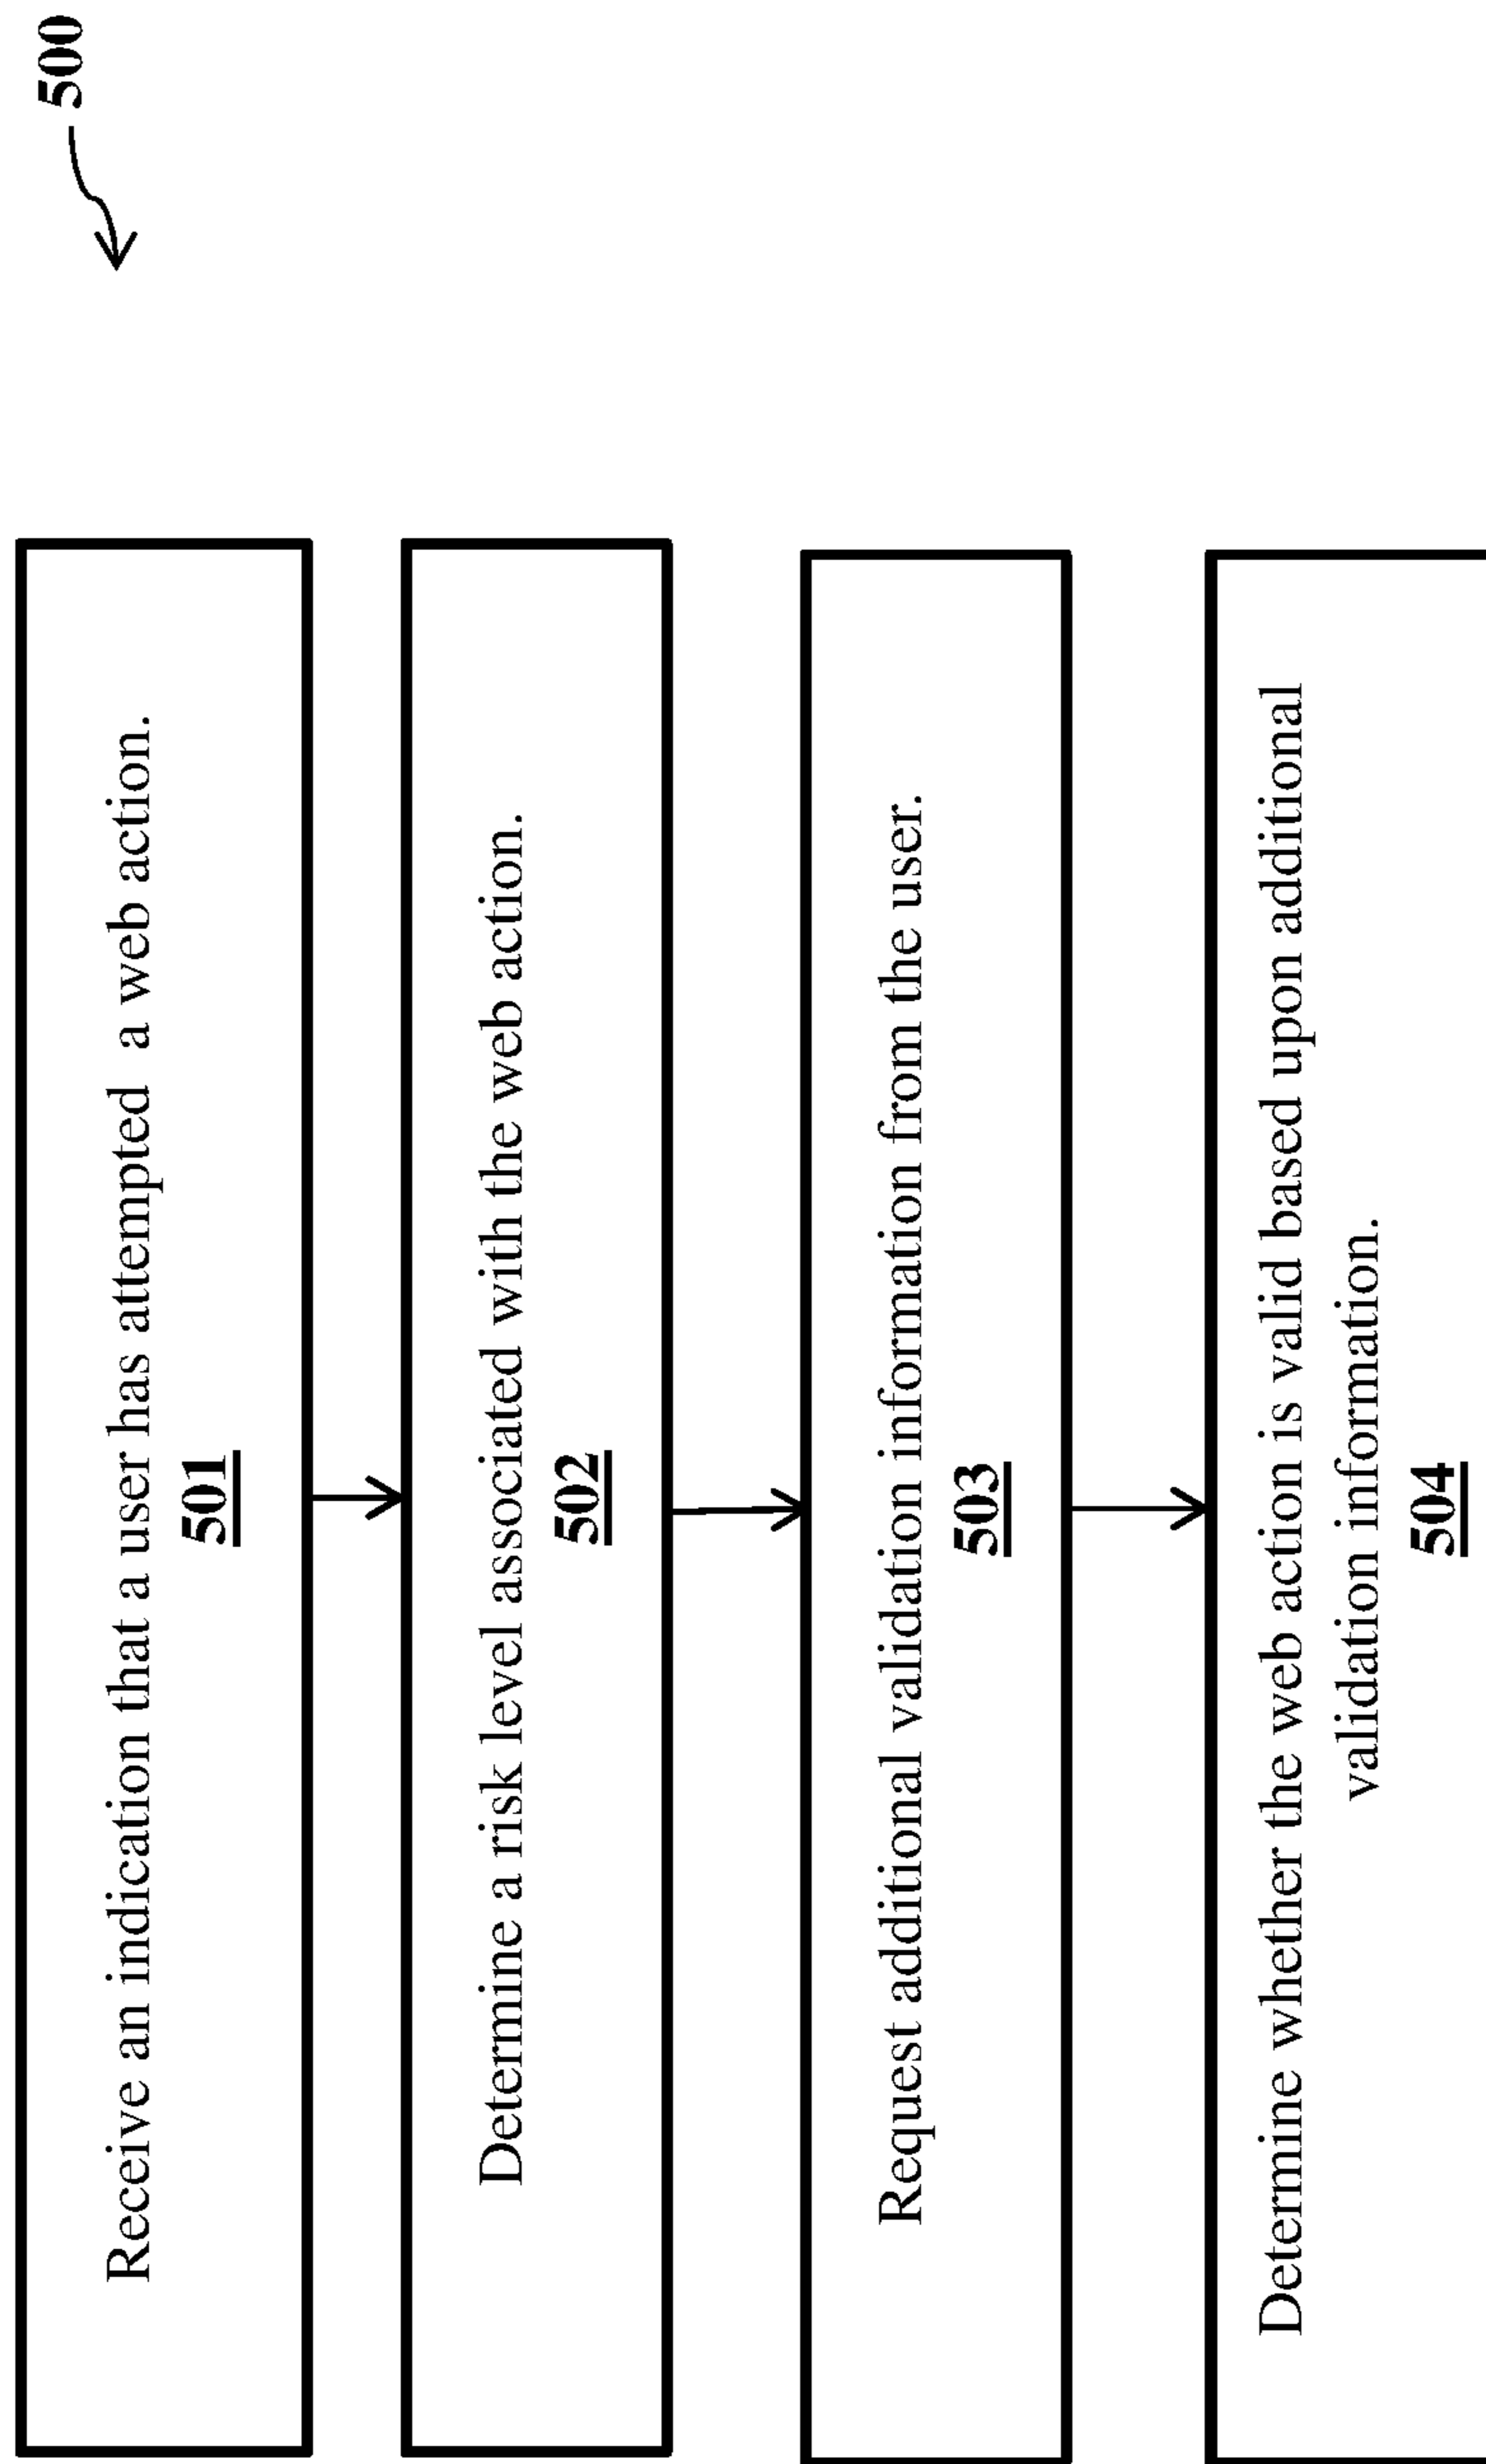 500
Receive an indication that a user has attempted a web action.
501
Determine a risk level associated with the web action.
502
Request additional validation information from the user.
503
Determine whether the web action is valid based upon additional
validation information.
504